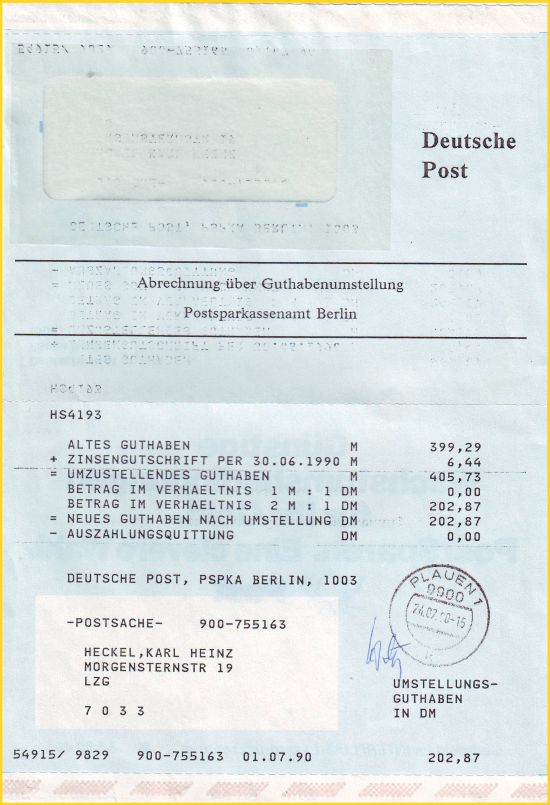 Deutsche
Post
Abrechnung über Guthabenumstellung
Postsparkassenamt Berlin
HS4193
ALTES GUTHABEN M 399,29
+ ZINSENGUTSCHRIFT PER 30.06.1990 M 6,44
= UMZUSTELLENDES GUTHABEN M 405,73
BETRAG IM VERHAELTNIS 1 M : 1 DM 0,00
BETRAG IM VERHAELTNIS 2 M : 1 DM 202,87
= NEUES GUTHABEN NACH UMSTELLUNG DM 202,87
- AUSZAHLUNGSQUITTUNG DM 0,00
DEUTSCHE POST, PSPKA BERLIN, 1003
PLAUEN 1
9900
-POSTSACHE- 900-755163
HECKEL,KARL HEINZ
MORGENSTERNSTR 19
LZG
7 0 3 3
UMSTELLUNGS-
GUTHABEN
IN DM
54915/ 9829 900-755163 01.07.90 202,87